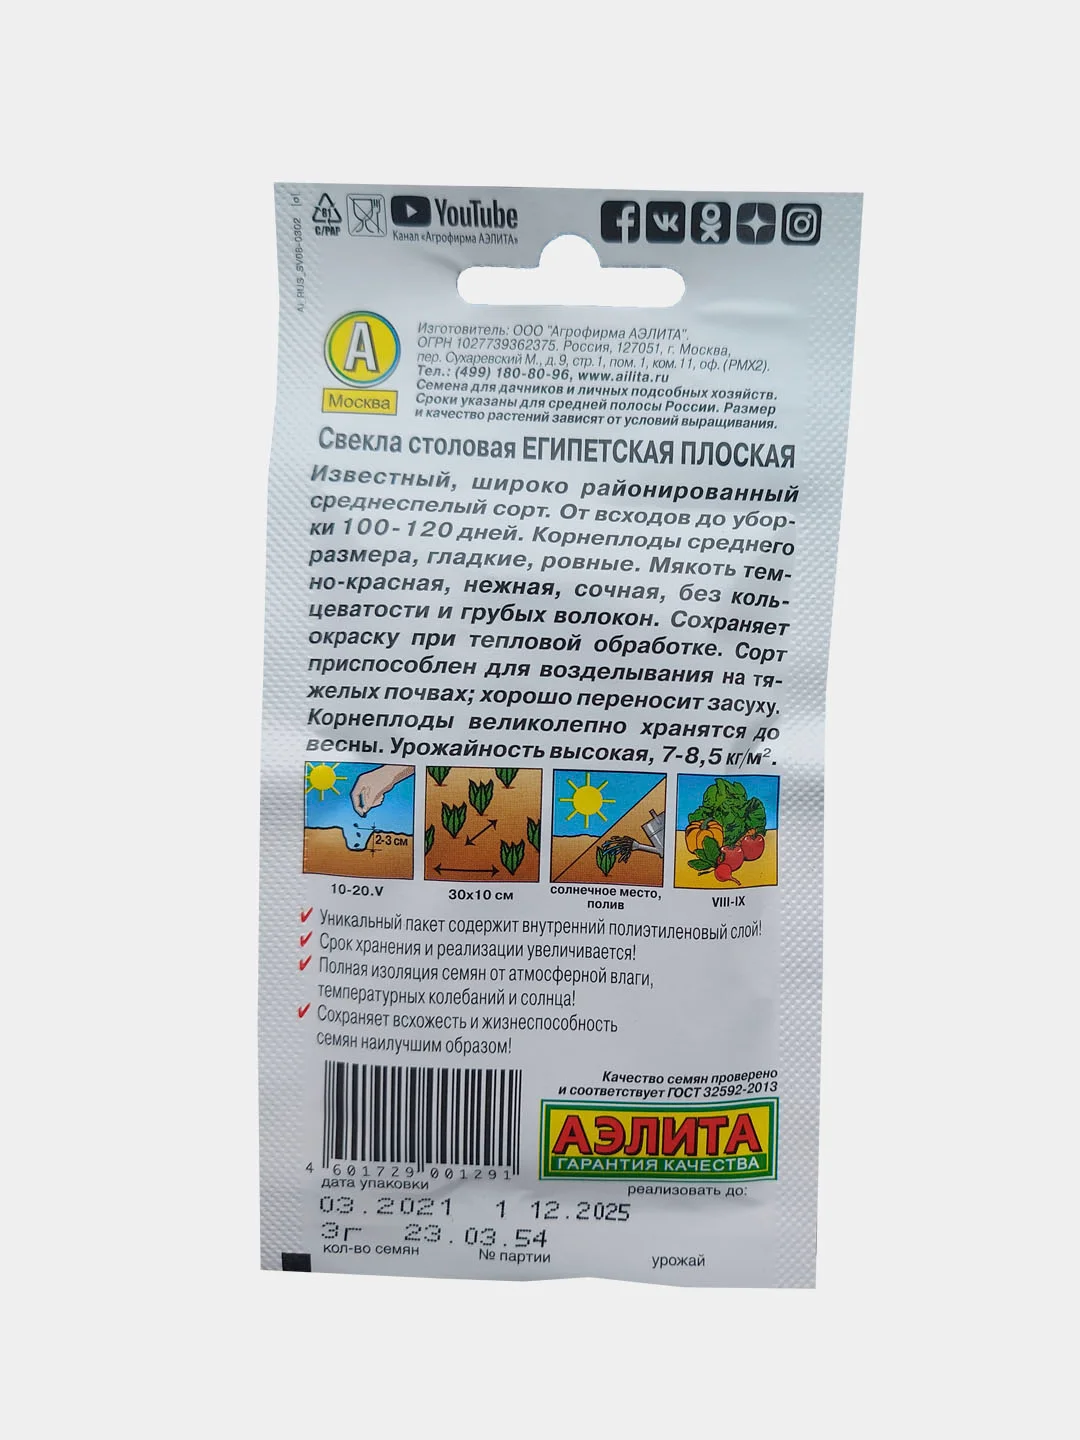 YouTube
Канал «Агрофирма АЭЛИТА»
81
C/PAP
A
Москва
Изготовитель: ООО "Агрофирма АЭЛИТА".
ОГРН 1027739362375. Россия, 127051, г. Москва,
пер. Сухаревский М., д.9, стр.1, пом.1, ком.11, оф. (РМХ2).
Тел.: (499) 180-80-96, www.ailita.ru
Семена для дачников и личных подсобных хозяйств.
Сроки указаны для средней полосы России. Размер
и качество растений зависят от условий выращивания.
Свекла столовая ЕГИПЕТСКАЯ ПЛОСКАЯ
Известный, широко районированный
среднеспелый сорт. От всходов до убор-
ки 100-120 дней. Корнеплоды среднего
размера, гладкие, ровные. Мякоть тем-
но-красная, нежная, сочная, без коль-
цеватости и грубых волокон. Сохраняет
окраску при тепловой обработке. Сорт
приспособлен для возделывания на тя-
желых почвах; хорошо переносит засуху.
Корнеплоды великолепно хранятся до
весны. Урожайность высокая, 7-8,5 кг/м².
2-3 см
10-20.V
30x10 см
солнечное место,
полив
VIII-IX
Уникальный пакет содержит внутренний полиэтиленовый слой!
Срок хранения и реализации увеличивается!
Полная изоляция семян от атмосферной влаги,
температурных колебаний и солнца!
Сохраняет всхожесть и жизнеспособность
семян наилучшим образом!
Качество семян проверено
и соответствует ГОСТ 32592-2013
АЭЛИТА
ГАРАНТИЯ КАЧЕСТВА
4 601729 001291
дата упаковки
реализовать до:
03.2021 1 12.2025
3г 23.03.54
кол-во семян
№ партии
урожай